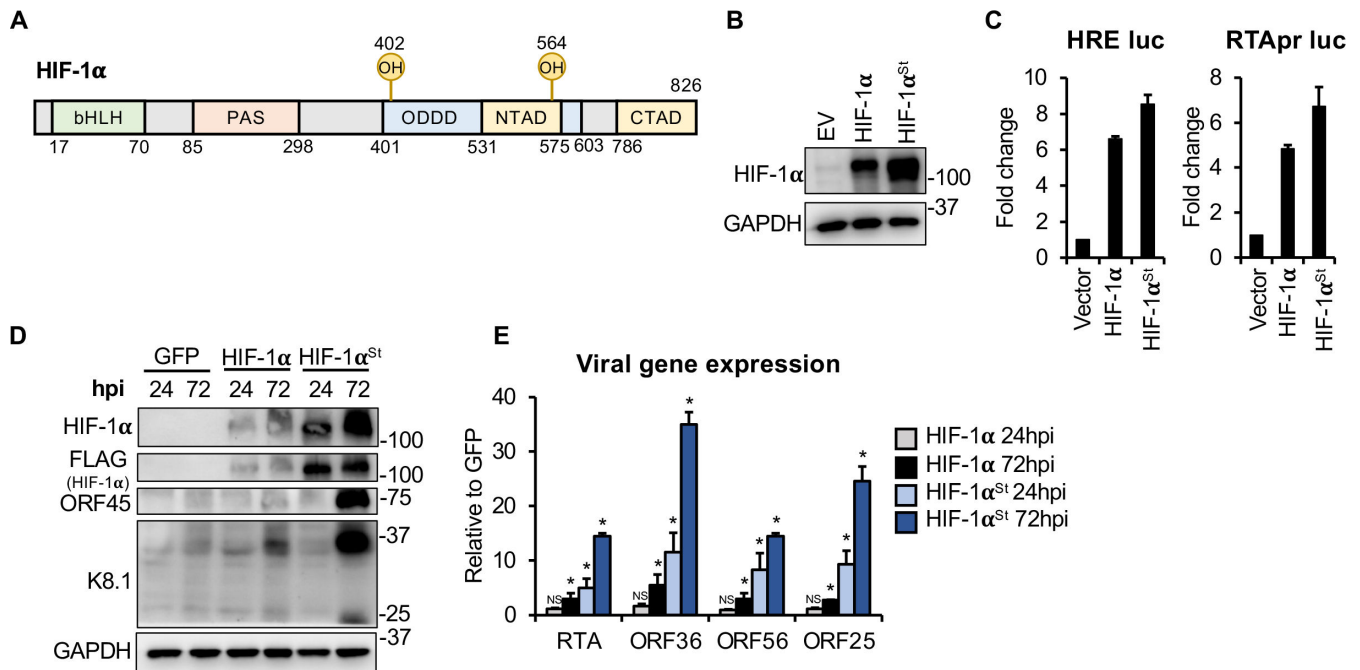 A
HIF-1α
402
OH
564
OH
826
bHLH
PAS
ODDD
NTAD
CTAD
17
70
85
298
401
531
575
603
786
B
EV
HIF-1α
HIF-1αSt
HIF-1α
-100
-37
GAPDH
C
HRE luc
Fold change
10
8
6
4
2
0
Vector
HIF-1α
HIF-1αSt
RTApr luc
Fold change
8
6
4
2
0
Vector
HIF-1α
HIF-1αSt
D
GFP
HIF-1α
HIF-1αSt
hpi
24
72
24
72
24
72
HIF-1α
-100
FLAG
(HIF-1α)
-100
ORF45
-75
K8.1
-37
-25
GAPDH
-37
E
Viral gene expression
Relative to GFP
40
30
20
10
0
NS
*
*
*
NS
*
*
*
NS
*
*
*
NS
*
*
*
RTA
ORF36
ORF56
ORF25
HIF-1α 24hpi
HIF-1α 72hpi
HIF-1αSt 24hpi
HIF-1αSt 72hpi